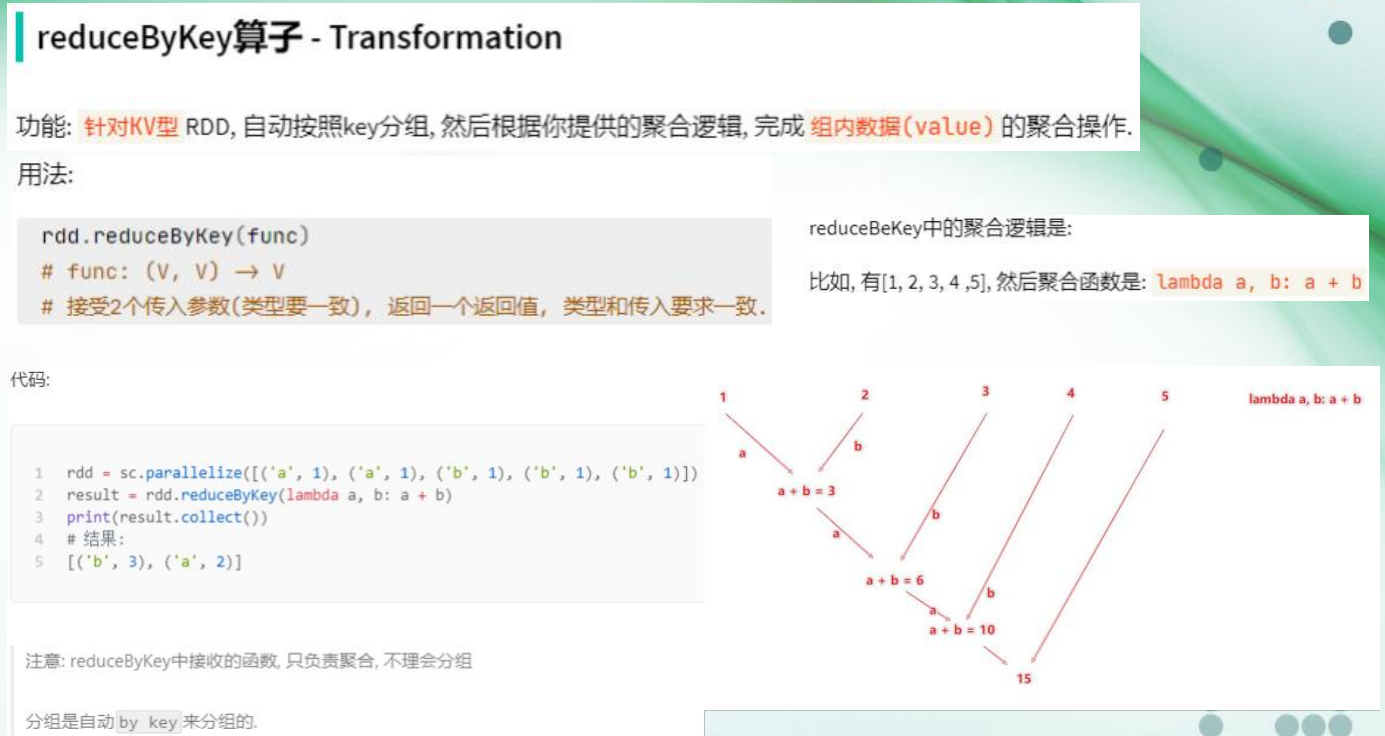 reduceByKey算子 - Transformation
功能: 针对KV型 RDD, 自动按照key分组, 然后根据你提供的聚合逻辑, 完成 组内数据(value) 的聚合操作.
用法:
rdd.reduceByKey(func)
# func: (V, V) → V
# 接受2个传入参数(类型要一致), 返回一个返回值, 类型和传入要求一致.
reduceBeKey中的聚合逻辑是:
比如, 有[1, 2, 3, 4 ,5], 然后聚合函数是: lambda a, b: a + b
代码:
1 rdd = sc.parallelize([('a', 1), ('a', 1), ('b', 1), ('b', 1), ('b', 1)])
2 result = rdd.reduceByKey(lambda a, b: a + b)
3 print(result.collect())
4 # 结果:
5 [('b', 3), ('a', 2)]
注意: reduceByKey中接收的函数, 只负责聚合, 不理会分组
分组是自动 by key 来分组的.
1 2 3 4 5 lambda a, b: a + b
a b
a + b = 3
a b
a + b = 6
a b
a + b = 10
15